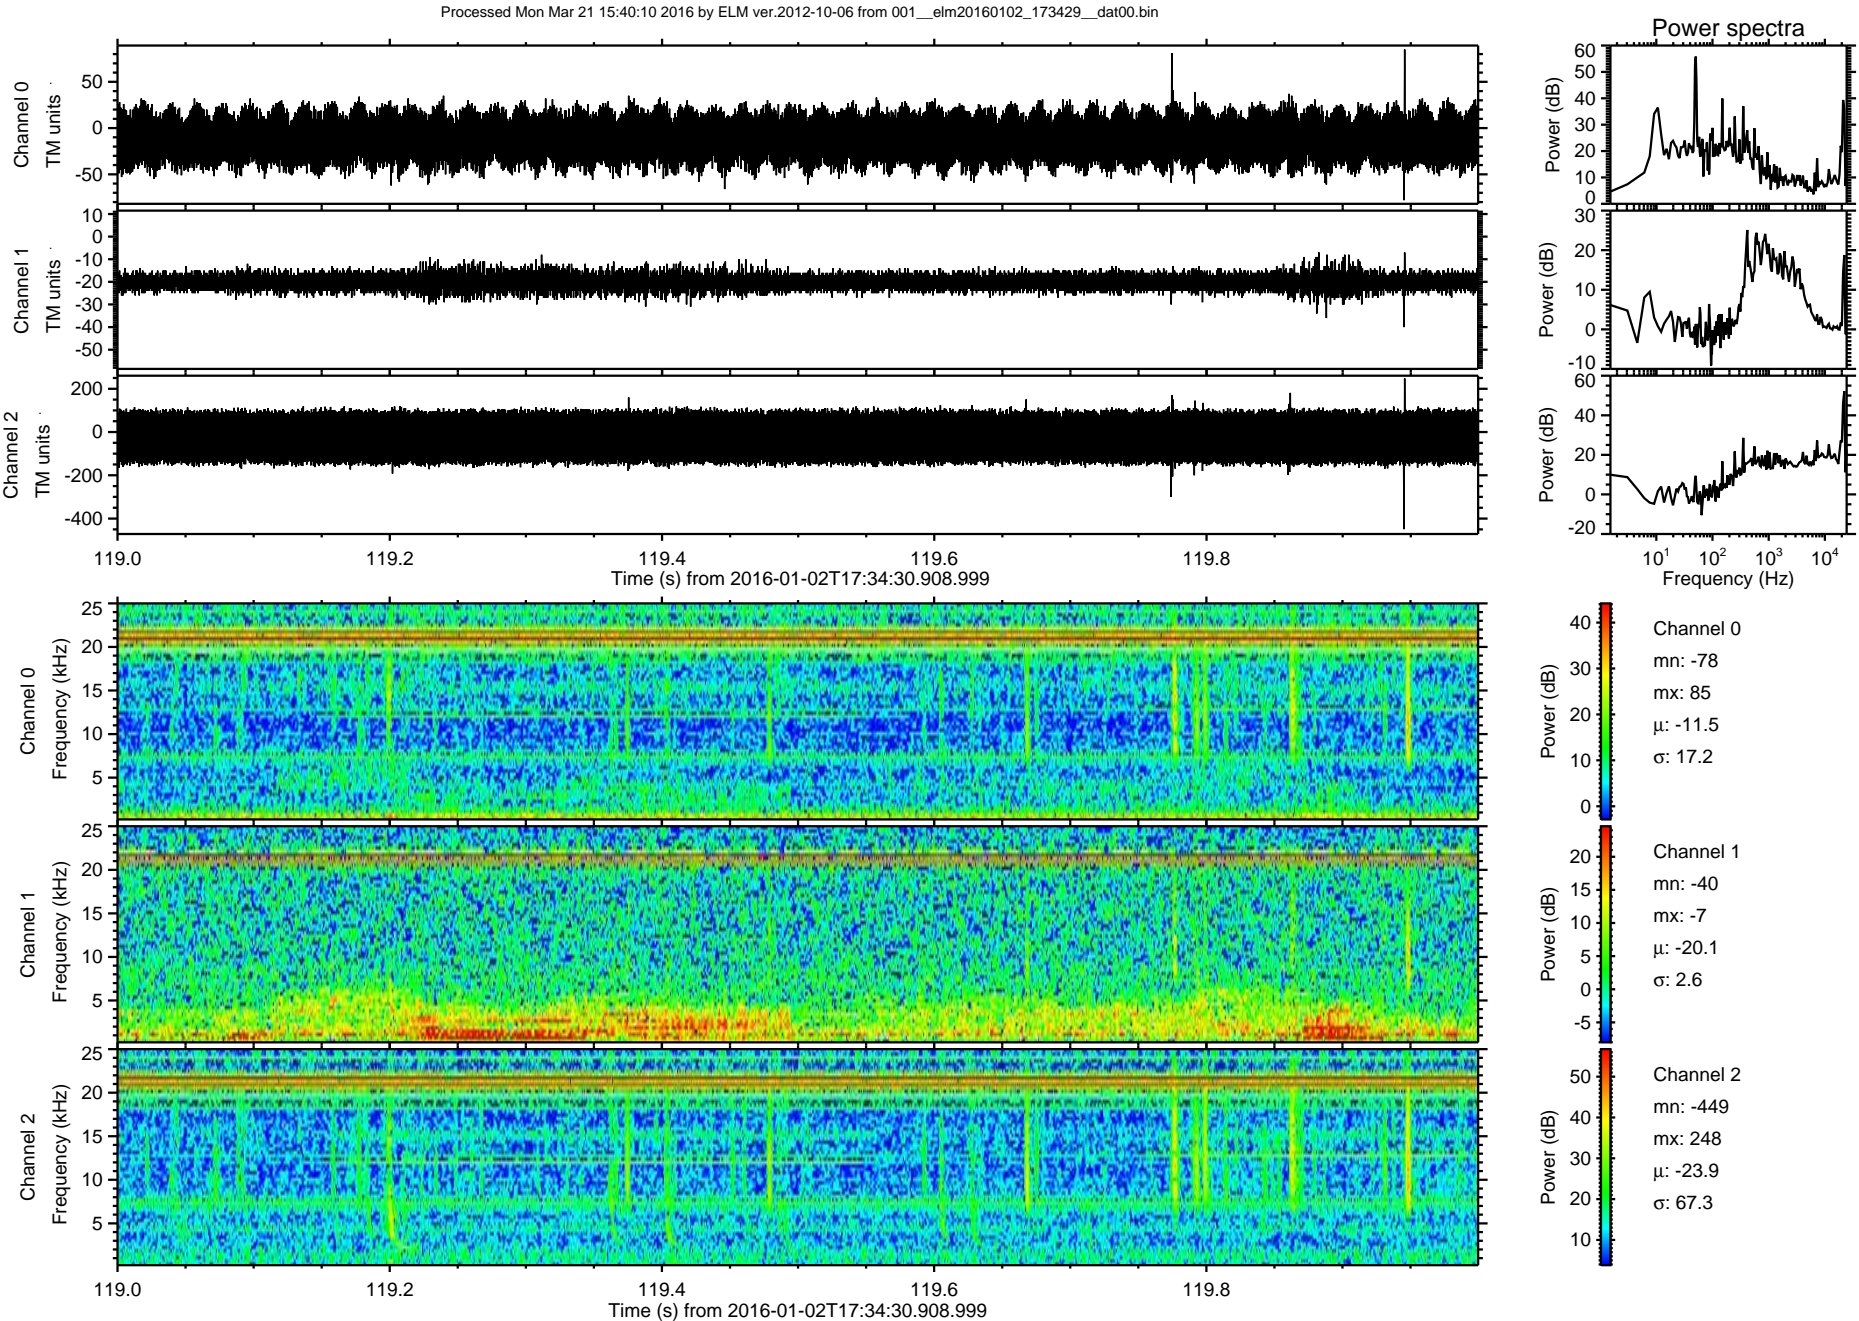 Processed Mon Mar 21 15:40:10 2016 by ELM ver.2012-10-06 from 001__elm20160102_173429__dat00.bin
Power spectra
Channel 0
TM units
50
0
-50
Power (dB)
60
50
40
30
20
10
0
Channel 1
TM units
10
0
-10
-20
-30
-40
-50
Power (dB)
30
20
10
0
-10
Channel 2
TM units
200
0
-200
-400
Power (dB)
60
40
20
0
-20
119.0 119.2 119.4 119.6 119.8
Time (s) from 2016-01-02T17:34:30.908.999
10¹ 10² 10³ 10⁴
Frequency (Hz)
Channel 0
Frequency (kHz)
25
20
15
10
5
Power (dB)
40
30
20
10
0
Channel 0
mn: -78
mx: 85
μ: -11.5
σ: 17.2
Channel 1
Frequency (kHz)
25
20
15
10
5
Power (dB)
20
15
10
5
0
-5
Channel 1
mn: -40
mx: -7
μ: -20.1
σ: 2.6
Channel 2
Frequency (kHz)
25
20
15
10
5
Power (dB)
50
40
30
20
10
Channel 2
mn: -449
mx: 248
μ: -23.9
σ: 67.3
119.0 119.2 119.4 119.6 119.8
Time (s) from 2016-01-02T17:34:30.908.999